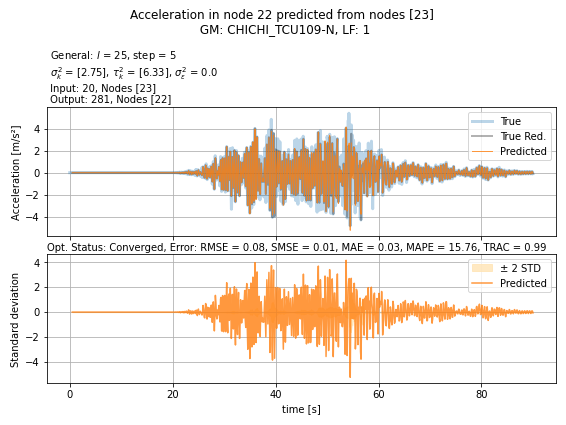 Acceleration in node 22 predicted from nodes [23]
GM: CHICHI_TCU109-N, LF: 1
General: l = 25, step = 5
σ²ₖ = [2.75], τ²ₖ = [6.33], σ²ε = 0.0
Input: 20, Nodes [23]
Output: 281, Nodes [22]
Acceleration [m/s²]
4
2
0
−2
−4
True
True Red.
Predicted
Opt. Status: Converged, Error: RMSE = 0.08, SMSE = 0.01, MAE = 0.03, MAPE = 15.76, TRAC = 0.99
Standard deviation
4
2
0
−2
−4
± 2 STD
Predicted
0 20 40 60 80
time [s]